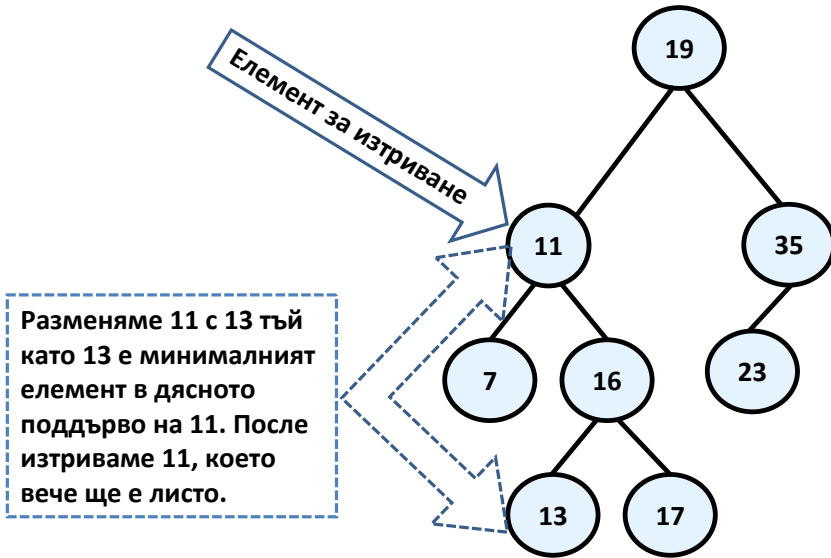 Елемент за изтриване
19
11
35
Разменяме 11 с 13 тъй
като 13 е минималният
елемент в дясното
поддърво на 11. После
изтриваме 11, което
вече ще е листо.
7
16
23
13
17